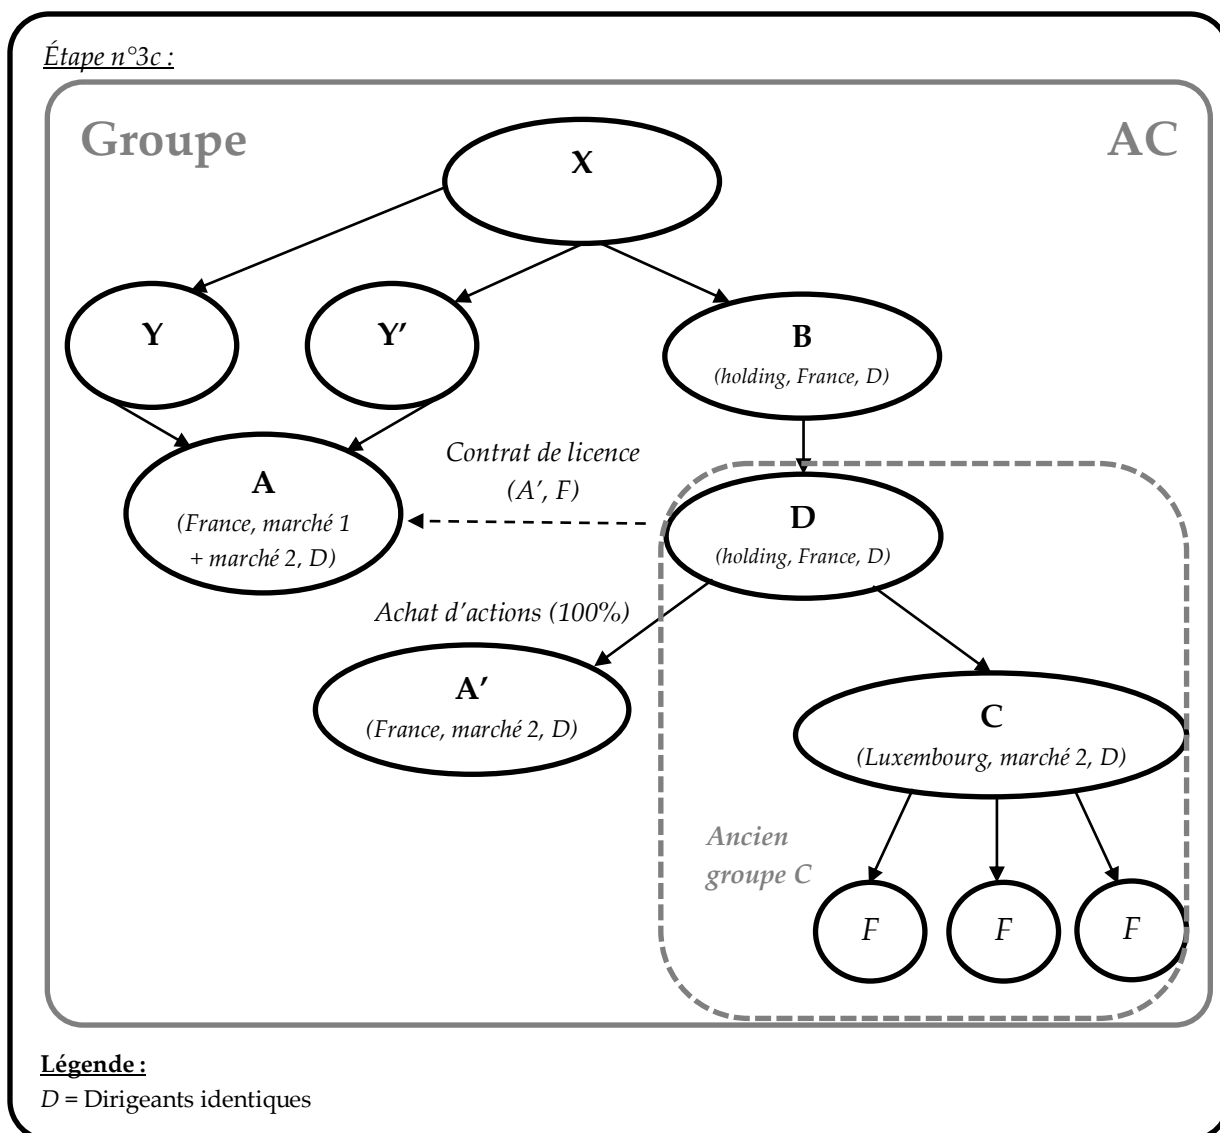 Étape n°3c :
Groupe
AC
X
Y
Y’
B
(holding, France, D)
Contrat de licence
(A’, F)
A
(France, marché 1
+ marché 2, D)
D
(holding, France, D)
Achat d’actions (100%)
A’
(France, marché 2, D)
C
(Luxembourg, marché 2, D)
Ancien
groupe C
F
F
F
Légende :
D = Dirigeants identiques